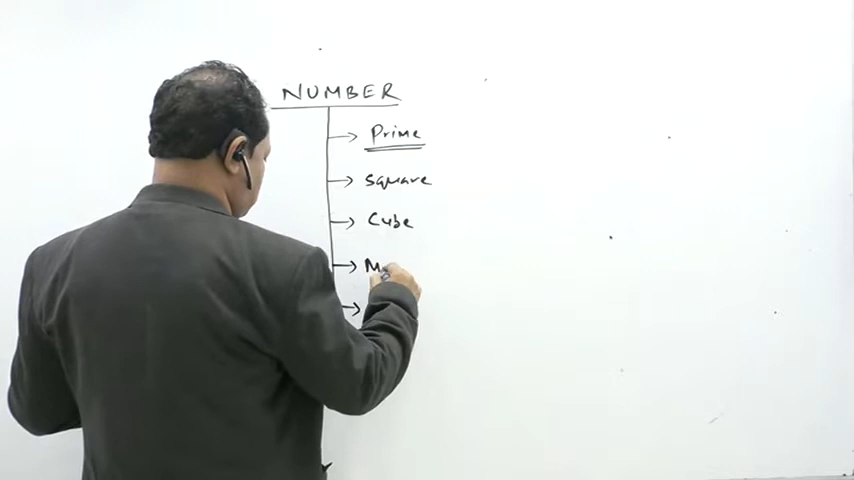 NUMBER
→ Prime
→ Square
→ Cube
→ M
→